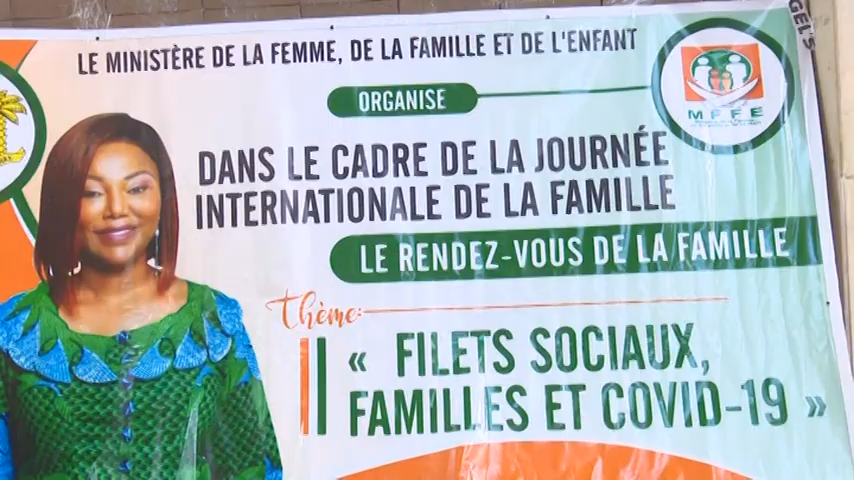 LE MINISTÈRE DE LA FEMME, DE LA FAMILLE ET DE L'ENFANT
ORGANISE
MFFE
DANS LE CADRE DE LA JOURNÉE
INTERNATIONALE DE LA FAMILLE
LE RENDEZ-VOUS DE LA FAMILLE
Thème:
« FILETS SOCIAUX,
FAMILLES ET COVID-19 »